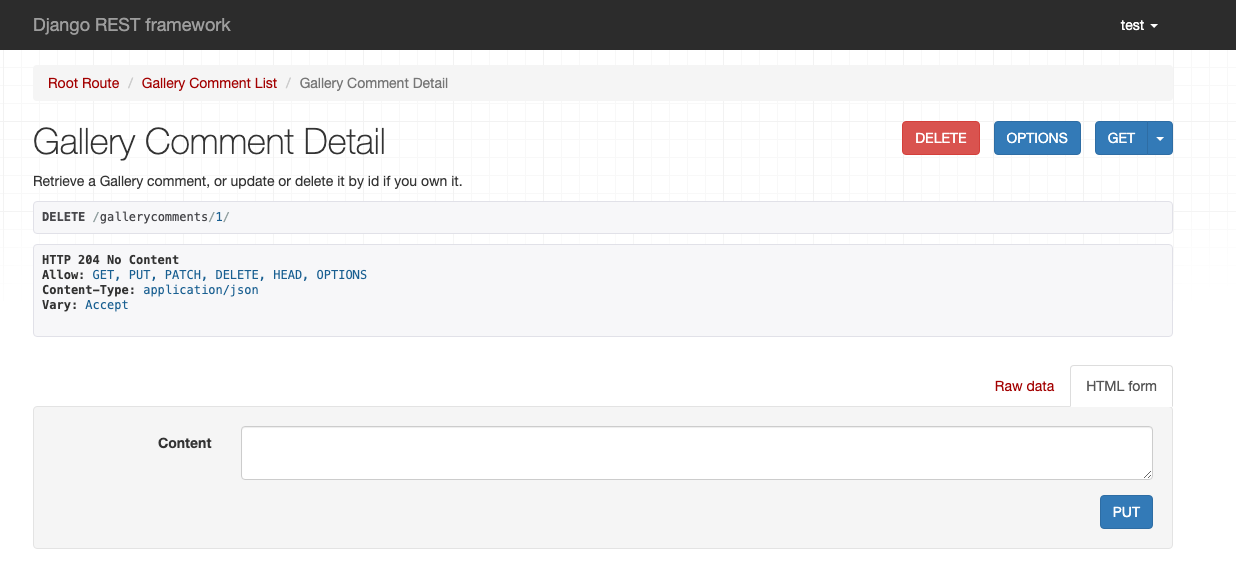 Django REST framework
test
Root Route / Gallery Comment List / Gallery Comment Detail
Gallery Comment Detail
DELETE
OPTIONS
GET
Retrieve a Gallery comment, or update or delete it by id if you own it.
DELETE /gallerycomments/1/
HTTP 204 No Content
Allow: GET, PUT, PATCH, DELETE, HEAD, OPTIONS
Content-Type: application/json
Vary: Accept
Raw data
HTML form
Content
PUT